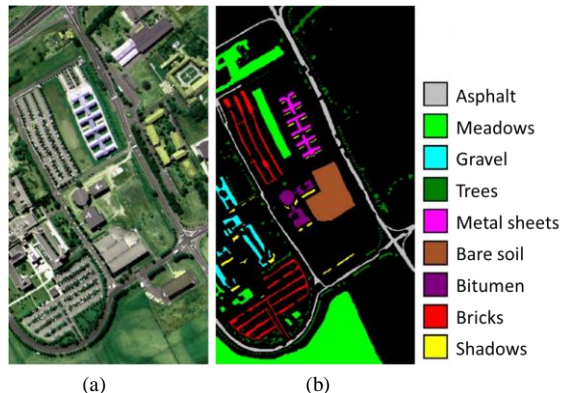 Asphalt
Meadows
Gravel
Trees
Metal sheets
Bare soil
Bitumen
Bricks
Shadows
(a)
(b)